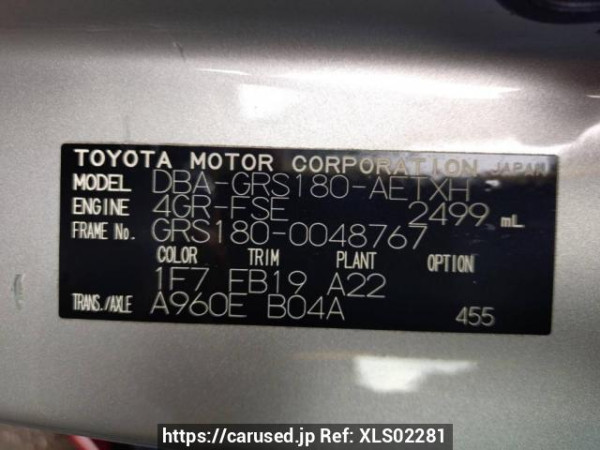 TOYOTA MOTOR CORPORATION JAPAN
MODEL DBA-GRS180-AETXH
ENGINE 4GR-FSE 2499 mL
FRAME No. GRS180-0048767
COLOR TRIM PLANT OPTION
1F7 FB19 A22
TRANS./AXLE A960E B04A 455
https://carused.jp Ref: XLS02281